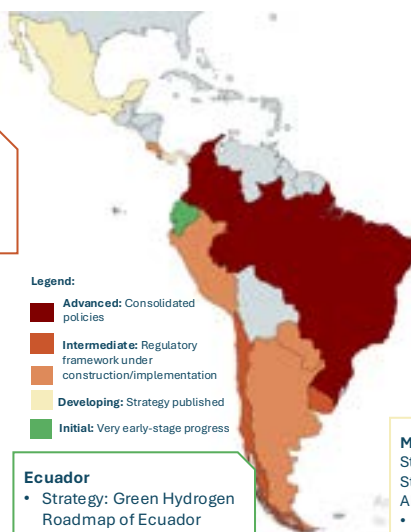 Legend:
Advanced: Consolidated
policies
Intermediate: Regulatory
framework under
construction/implementation
Developing: Strategy published
Initial: Very early-stage progress
Ecuador
• Strategy: Green Hydrogen
Roadmap of Ecuador
M
St
St
A
•